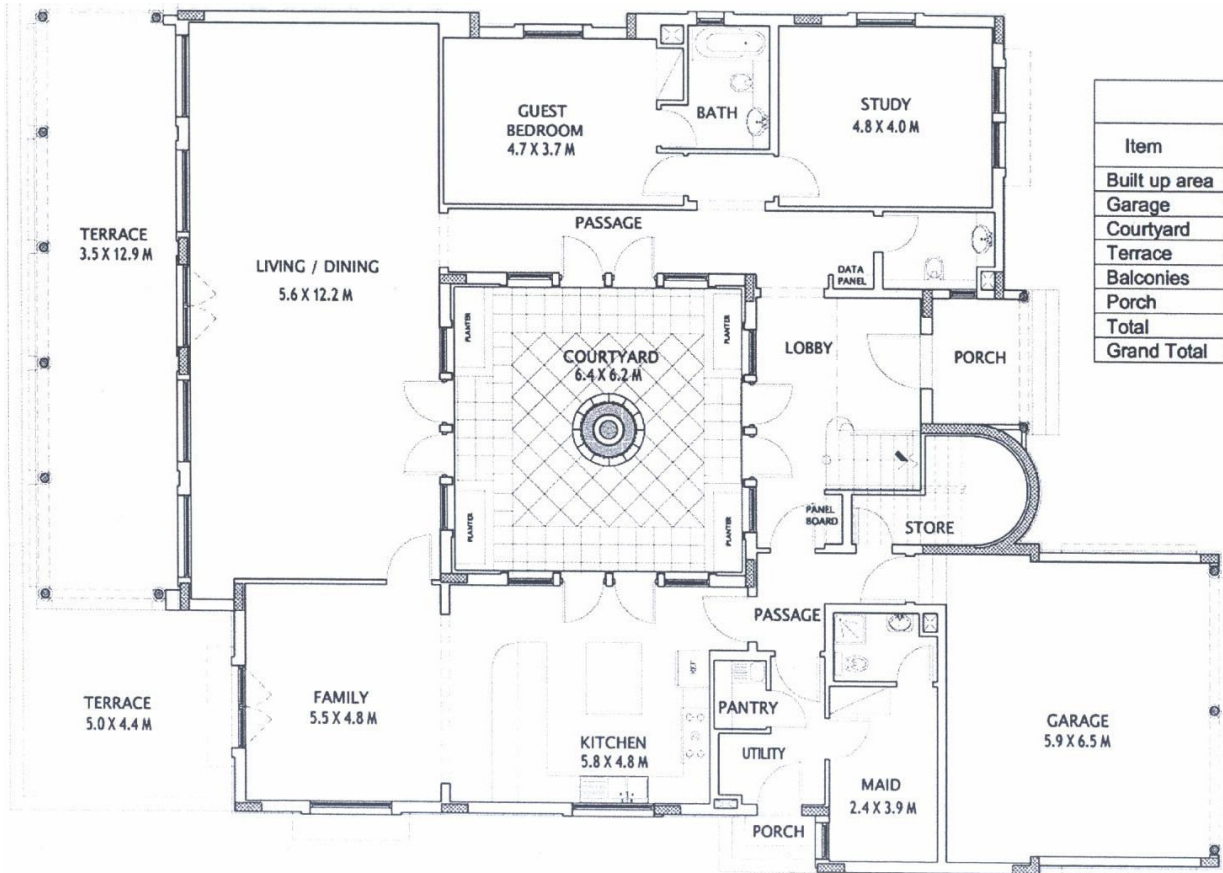 GUEST
BEDROOM
4.7 X 3.7 M
BATH
STUDY
4.8 X 4.0 M
Item
Built up area
Garage
Courtyard
Terrace
Balconies
Porch
Total
Grand Total
TERRACE
3.5 X 12.9 M
LIVING / DINING
5.6 X 12.2 M
PASSAGE
DATA
PANEL
PLANTER
PLANTER
COURTYARD
6.4 X 6.2 M
LOBBY
PORCH
PLANTER
PLANTER
PANEL
BOARD
STORE
PASSAGE
TERRACE
5.0 X 4.4 M
FAMILY
5.5 X 4.8 M
REF
PANTRY
KITCHEN
5.8 X 4.8 M
UTILITY
MAID
2.4 X 3.9 M
GARAGE
5.9 X 6.5 M
PORCH